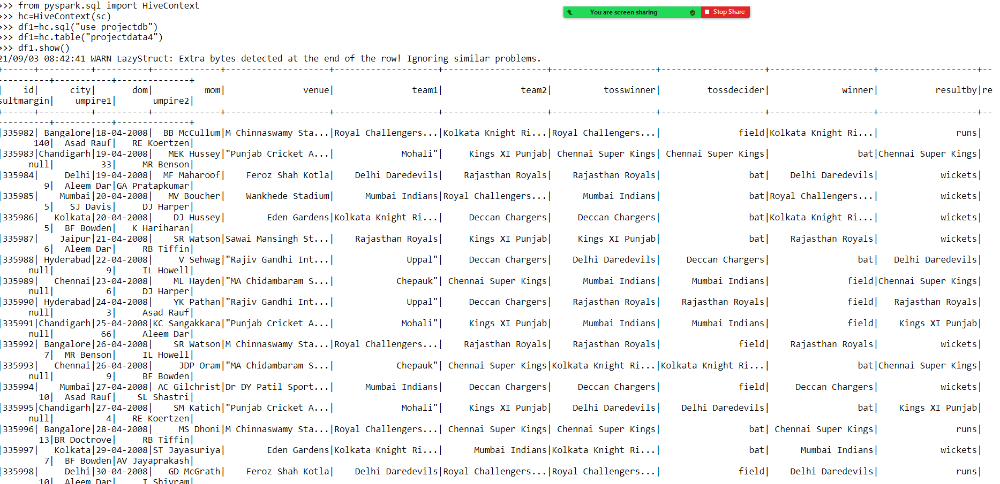 >>> from pyspark.sql import HiveContext
>>> hc=HiveContext(sc)
You are screen sharing
Stop Share
>>> df1=hc.sql("use projectdb")
>>> df1=hc.table("projectdata4")
>>> df1.show()
21/09/03 08:42:41 WARN LazyStruct: Extra bytes detected at the end of the row! Ignoring similar problems.
+------+----------+----------+-------------+--------------------+--------------------+--------------------+--------------------+--------------------+--------------------+-------------------+--
----------+-----------+--------------+
| id| city| dom| mom| venue| team1| team2| tosswinner| tossdecider| winner| resultby|re
sultmargin| umpire1| umpire2|
+------+----------+----------+-------------+--------------------+--------------------+--------------------+--------------------+--------------------+--------------------+-------------------+--
----------+-----------+--------------+
|335982| Bangalore|18-04-2008| BB McCullum|M Chinnaswamy Sta...|Royal Challengers...|Kolkata Knight Ri...|Royal Challengers...| field|Kolkata Knight Ri...| runs|
140| Asad Rauf| RE Koertzen|
|335983|Chandigarh|19-04-2008| MEK Hussey|"Punjab Cricket A...| Mohali"| Kings XI Punjab| Chennai Super Kings| Chennai Super Kings| bat|Chennai Super Kings|
null| 33| MR Benson|
|335984| Delhi|19-04-2008| MF Maharoof| Feroz Shah Kotla| Delhi Daredevils| Rajasthan Royals| Rajasthan Royals| bat| Delhi Daredevils| wickets|
9| Aleem Dar|GA Pratapkumar|
|335985| Mumbai|20-04-2008| MV Boucher| Wankhede Stadium| Mumbai Indians|Royal Challengers...| Mumbai Indians| bat|Royal Challengers...| wickets|
5| SJ Davis| DJ Harper|
|335986| Kolkata|20-04-2008| DJ Hussey| Eden Gardens|Kolkata Knight Ri...| Deccan Chargers| Deccan Chargers| bat|Kolkata Knight Ri...| wickets|
5| BF Bowden| K Hariharan|
|335987| Jaipur|21-04-2008| SR Watson|Sawai Mansingh St...| Rajasthan Royals| Kings XI Punjab| Kings XI Punjab| bat| Rajasthan Royals| wickets|
6| Aleem Dar| RB Tiffin|
|335988| Hyderabad|22-04-2008| V Sehwag|"Rajiv Gandhi Int...| Uppal"| Deccan Chargers| Delhi Daredevils| Deccan Chargers| bat| Delhi Daredevils|
null| 9| IL Howell|
|335989| Chennai|23-04-2008| ML Hayden|"MA Chidambaram S...| Chepauk"| Chennai Super Kings| Mumbai Indians| Mumbai Indians| field|Chennai Super Kings|
null| 6| DJ Harper|
|335990| Hyderabad|24-04-2008| YK Pathan|"Rajiv Gandhi Int...| Uppal"| Deccan Chargers| Rajasthan Royals| Rajasthan Royals| field| Rajasthan Royals|
null| 3| Asad Rauf|
|335991|Chandigarh|25-04-2008|KC Sangakkara|"Punjab Cricket A...| Mohali"| Kings XI Punjab| Mumbai Indians| Mumbai Indians| field| Kings XI Punjab|
null| 66| Aleem Dar|
|335992| Bangalore|26-04-2008| SR Watson|M Chinnaswamy Sta...|Royal Challengers...| Rajasthan Royals| Rajasthan Royals| field| Rajasthan Royals| wickets|
7| MR Benson| IL Howell|
|335993| Chennai|26-04-2008| JDP Oram|"MA Chidambaram S...| Chepauk"| Chennai Super Kings|Kolkata Knight Ri...|Kolkata Knight Ri...| bat|Chennai Super Kings|
null| 9| BF Bowden|
|335994| Mumbai|27-04-2008| AC Gilchrist|Dr DY Patil Sport...| Mumbai Indians| Deccan Chargers| Deccan Chargers| field| Deccan Chargers| wickets|
10| Asad Rauf| SL Shastri|
|335995|Chandigarh|27-04-2008| SM Katich|"Punjab Cricket A...| Mohali"| Kings XI Punjab| Delhi Daredevils| Delhi Daredevils| bat| Kings XI Punjab|
null| 4| RE Koertzen|
|335996| Bangalore|28-04-2008| MS Dhoni|M Chinnaswamy Sta...|Royal Challengers...| Chennai Super Kings| Chennai Super Kings| bat| Chennai Super Kings| runs|
13|BR Doctrove| RB Tiffin|
|335997| Kolkata|29-04-2008|ST Jayasuriya| Eden Gardens|Kolkata Knight Ri...| Mumbai Indians|Kolkata Knight Ri...| bat| Mumbai Indians| wickets|
7| BF Bowden|AV Jayaprakash|
|335998| Delhi|30-04-2008| GD McGrath| Feroz Shah Kotla| Delhi Daredevils|Royal Challengers...|Royal Challengers...| field| Delhi Daredevils| runs|
10| Aleem Dar| I Shivram|